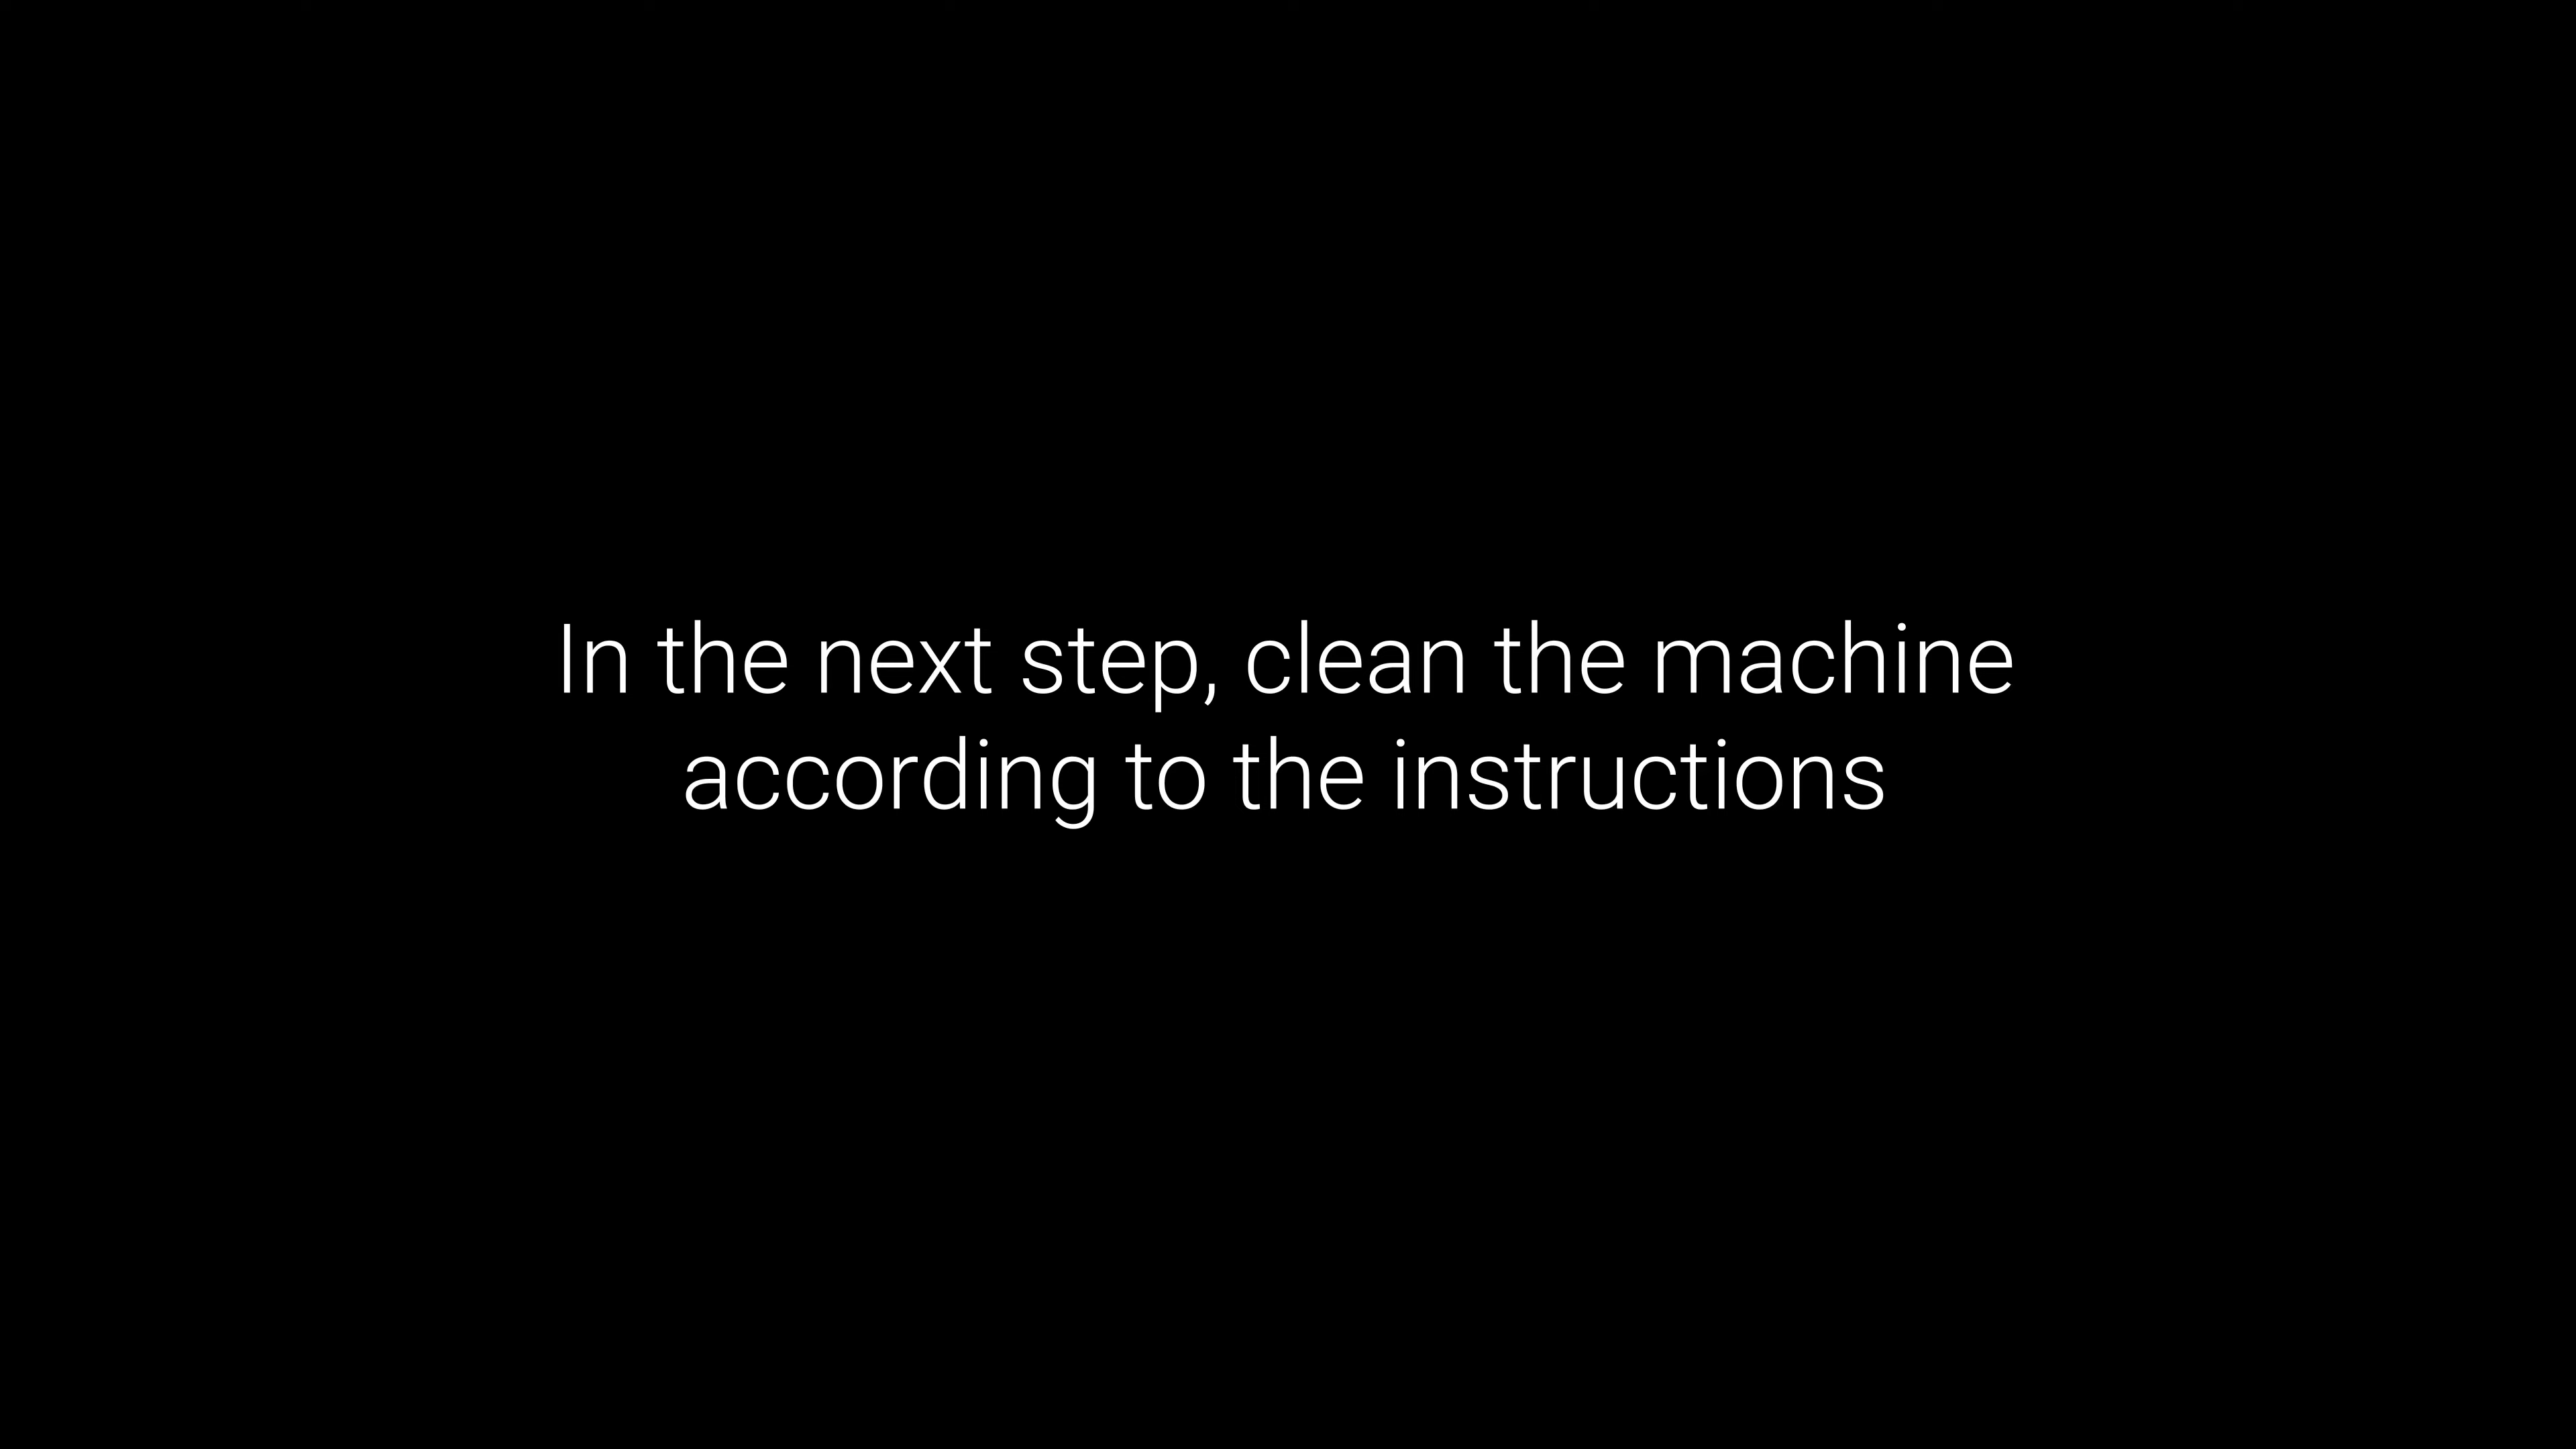 In the next step, clean the machine
according to the instructions